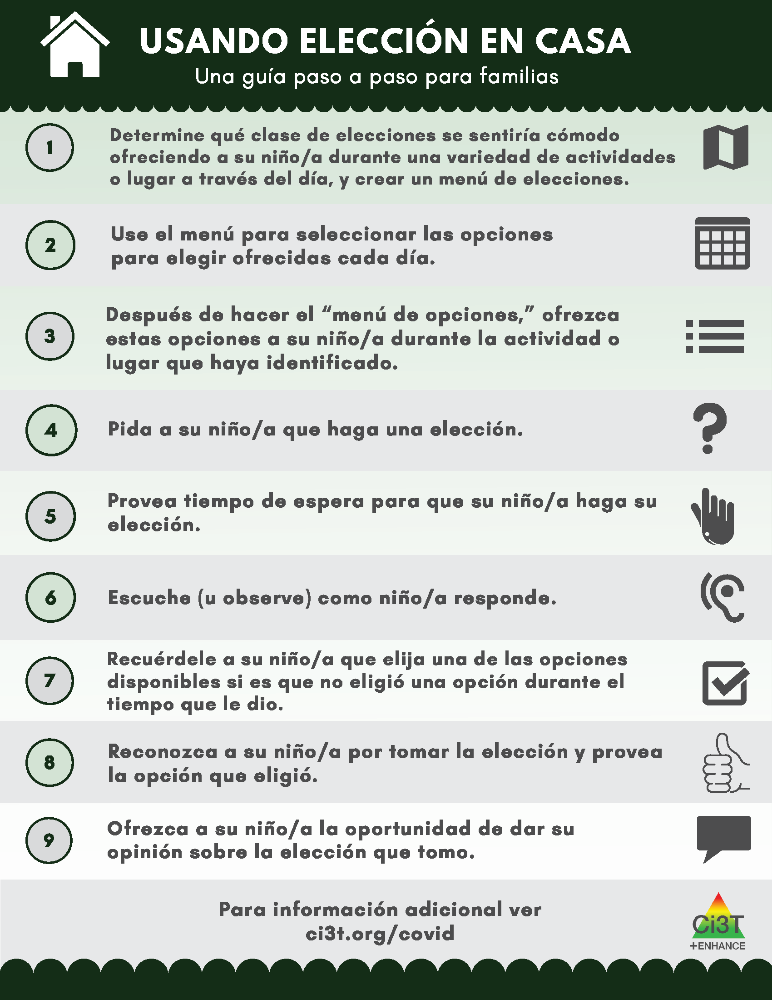 USANDO ELECCIÓN EN CASA
Una guía paso a paso para familias
1
Determine qué clase de elecciones se sentiría cómodo
ofreciendo a su niño/a durante una variedad de actividades
o lugar a través del día, y crear un menú de elecciones.
2
Use el menú para seleccionar las opciones
para elegir ofrecidas cada día.
3
Después de hacer el “menú de opciones,” ofrezca
estas opciones a su niño/a durante la actividad o
lugar que haya identificado.
4
Pida a su niño/a que haga una elección.
5
Provea tiempo de espera para que su niño/a haga su
elección.
6
Escuche (u observe) como niño/a responde.
7
Recuérdele a su niño/a que elija una de las opciones
disponibles si es que no eligió una opción durante el
tiempo que le dio.
8
Reconozca a su niño/a por tomar la elección y provea
la opción que eligió.
9
Ofrezca a su niño/a la oportunidad de dar su
opinión sobre la elección que tomo.
Para información adicional ver
ci3t.org/covid
Ci3T
+ENHANCE